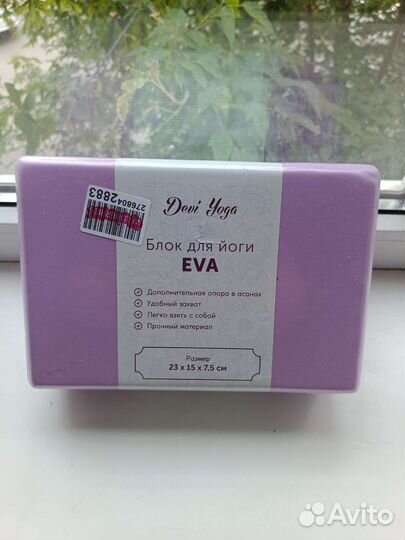 Devi Yoga
2768042883
Блок для йоги
EVA
Дополнительная опора в асанах
Удобный захват
Легко взять с собой
Прочный материал
Размер
23 x 15 x 7,5 см
Avito